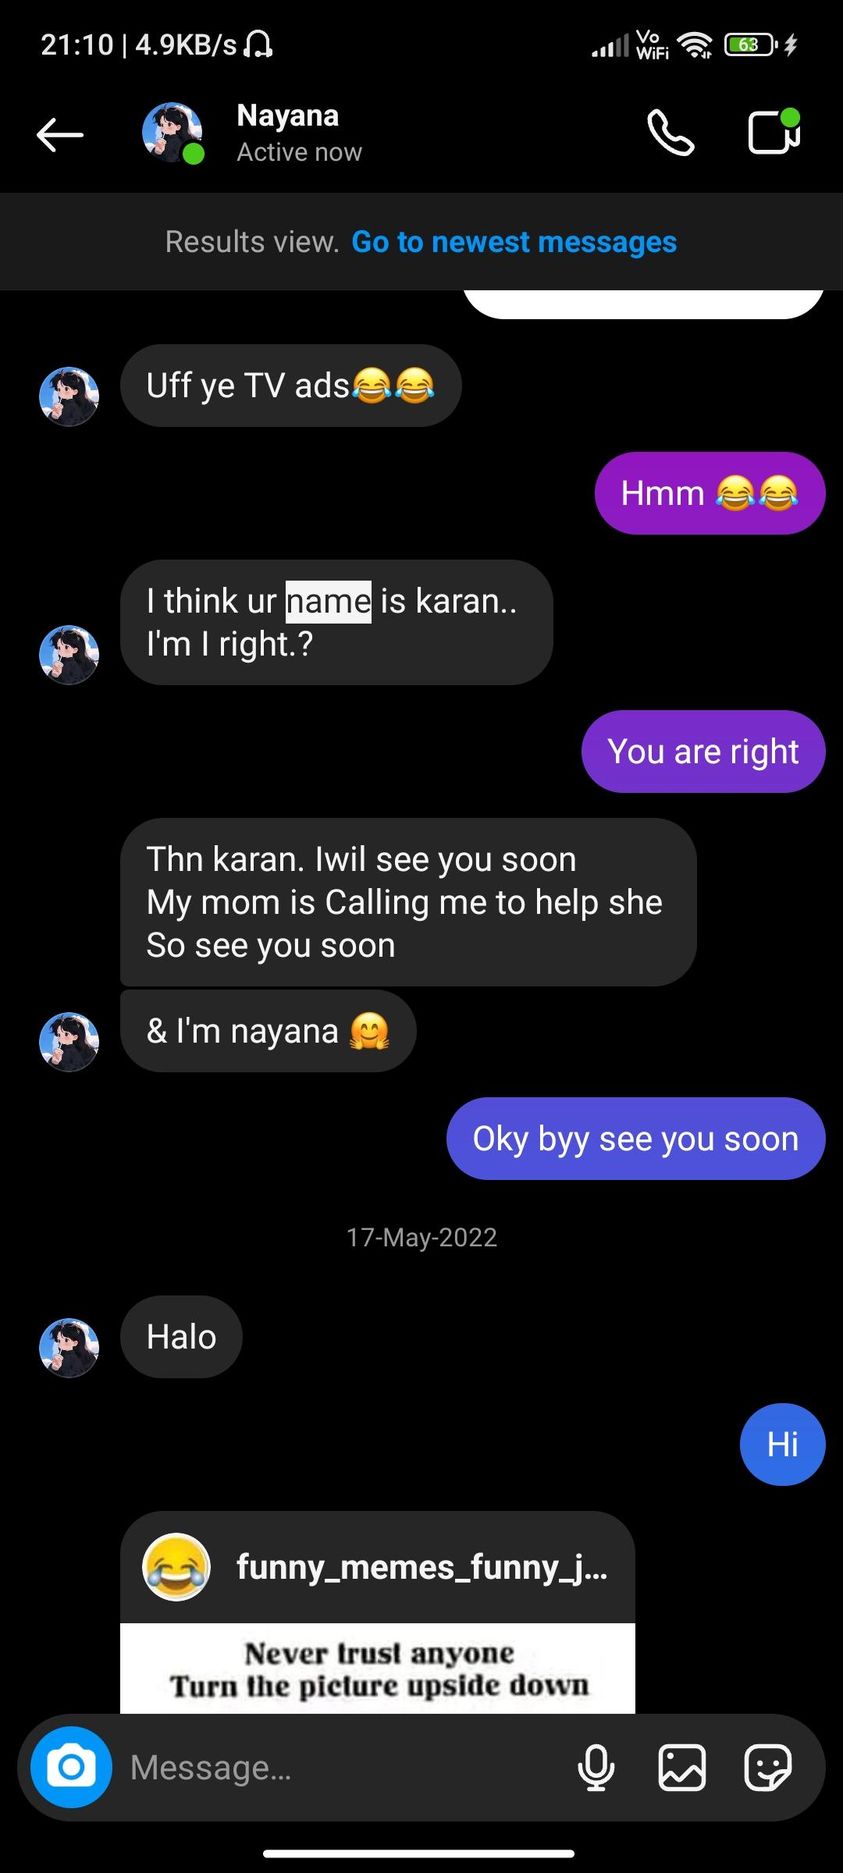 21:10 | 4.9KB/s
Vo
WiFi
63
Nayana
Active now
Results view. Go to newest messages
Uff ye TV ads😂😂
Hmm 😂😂
I think ur name is karan..
I'm I right.?
You are right
Thn karan. Iwil see you soon
My mom is Calling me to help she
So see you soon
& I'm nayana 🤗
Oky byy see you soon
17-May-2022
Halo
Hi
funny_memes_funny_j...
Never trust anyone
Turn the picture upside down
Message...